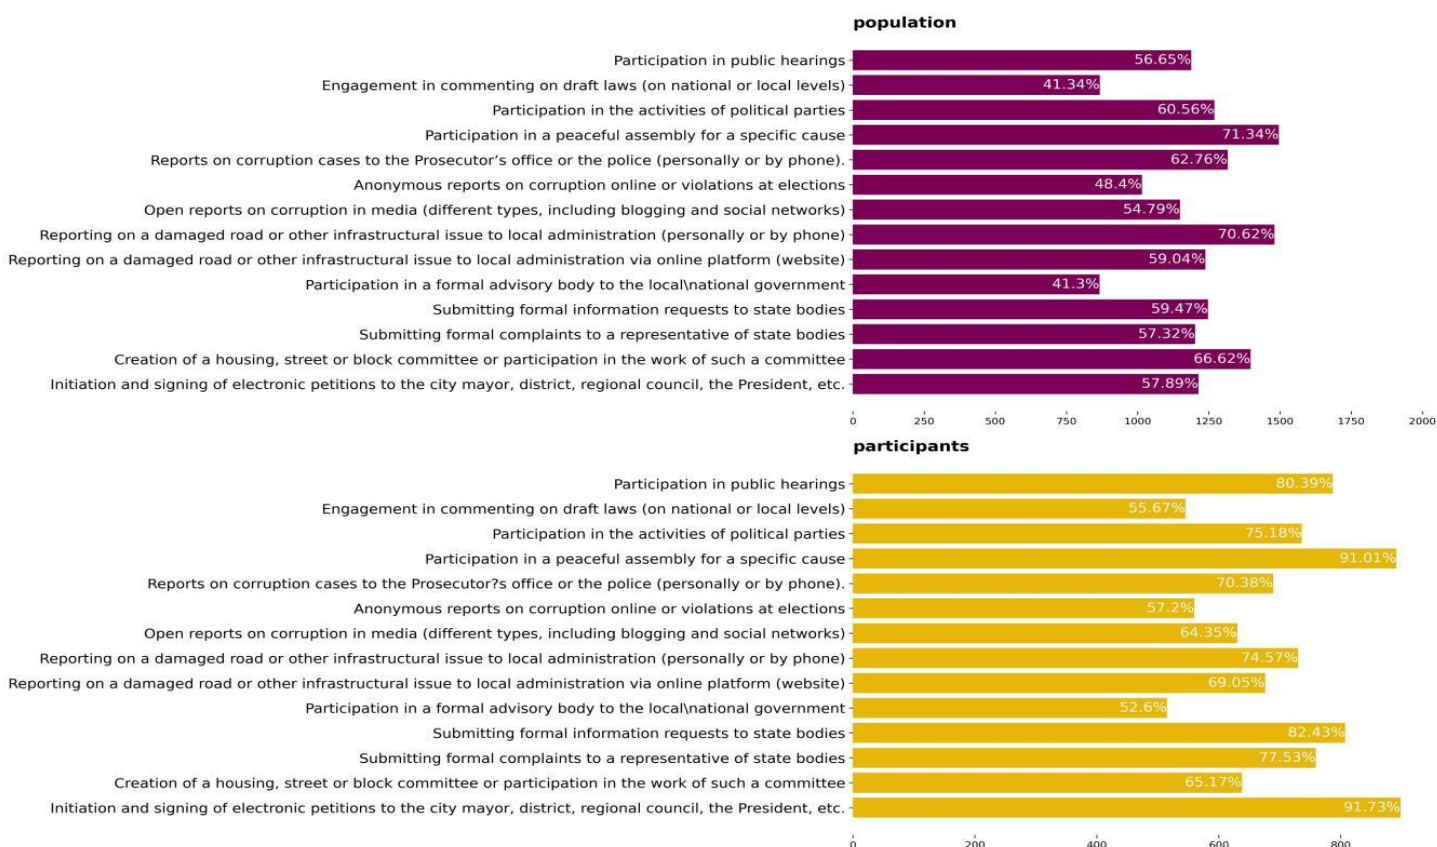 population
Participation in public hearings 56.65%
Engagement in commenting on draft laws (on national or local levels) 41.34%
Participation in the activities of political parties 60.56%
Participation in a peaceful assembly for a specific cause 71.34%
Reports on corruption cases to the Prosecutor’s office or the police (personally or by phone). 62.76%
Anonymous reports on corruption online or violations at elections 48.4%
Open reports on corruption in media (different types, including blogging and social networks) 54.79%
Reporting on a damaged road or other infrastructural issue to local administration (personally or by phone) 70.62%
Reporting on a damaged road or other infrastructural issue to local administration via online platform (website) 59.04%
Participation in a formal advisory body to the local\national government 41.3%
Submitting formal information requests to state bodies 59.47%
Submitting formal complaints to a representative of state bodies 57.32%
Creation of a housing, street or block committee or participation in the work of such a committee 66.62%
Initiation and signing of electronic petitions to the city mayor, district, regional council, the President, etc. 57.89%
0 250 500 750 1000 1250 1500 1750 2000
participants
Participation in public hearings 80.39%
Engagement in commenting on draft laws (on national or local levels) 55.67%
Participation in the activities of political parties 75.18%
Participation in a peaceful assembly for a specific cause 91.01%
Reports on corruption cases to the Prosecutor?s office or the police (personally or by phone). 70.38%
Anonymous reports on corruption online or violations at elections 57.2%
Open reports on corruption in media (different types, including blogging and social networks) 64.35%
Reporting on a damaged road or other infrastructural issue to local administration (personally or by phone) 74.57%
Reporting on a damaged road or other infrastructural issue to local administration via online platform (website) 69.05%
Participation in a formal advisory body to the local\national government 52.6%
Submitting formal information requests to state bodies 82.43%
Submitting formal complaints to a representative of state bodies 77.53%
Creation of a housing, street or block committee or participation in the work of such a committee 65.17%
Initiation and signing of electronic petitions to the city mayor, district, regional council, the President, etc. 91.73%
0 200 400 600 800